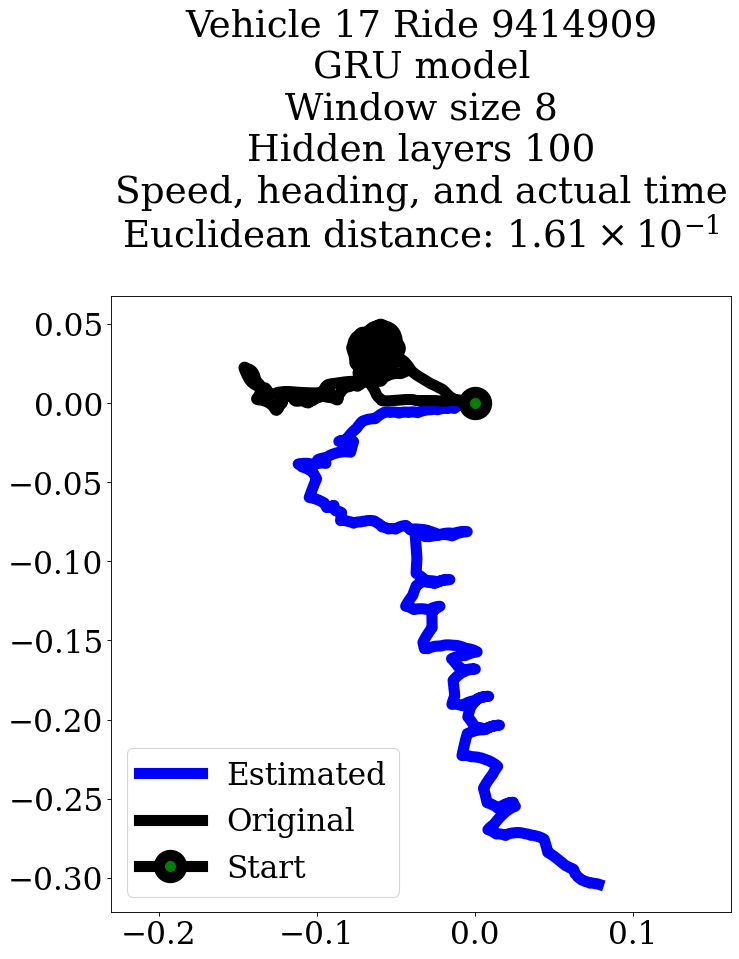 Vehicle 17 Ride 9414909
GRU model
Window size 8
Hidden layers 100
Speed, heading, and actual time
Euclidean distance: 1.61 × 10⁻¹
0.05
0.00
−0.05
−0.10
−0.15
−0.20
−0.25
−0.30
Estimated
Original
Start
−0.2 −0.1 0.0 0.1